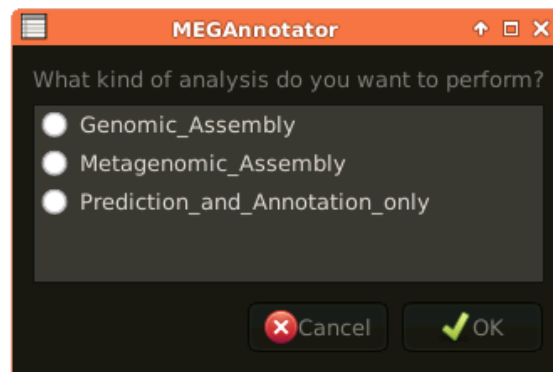 MEGAnnotator
What kind of analysis do you want to perform?
Genomic_Assembly
Metagenomic_Assembly
Prediction_and_Annotation_only
Cancel
OK